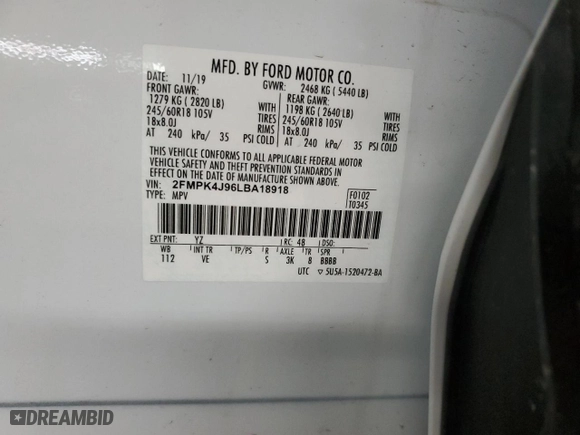 MFD. BY FORD MOTOR CO.
DATE: 11/19 GVWR: 2468 KG ( 5440 LB)
FRONT GAWR: REAR GAWR:
1279 KG ( 2820 LB) WITH 1198 KG ( 2640 LB) WITH
245/60R18 105V TIRES 245/60R18 105V TIRES
18x8.0J RIMS 18x8.0J RIMS
AT 240 kPa/ 35 PSI COLD AT 240 kPa/ 35 PSI COLD
THIS VEHICLE CONFORMS TO ALL APPLICABLE FEDERAL MOTOR
VEHICLE SAFETY AND THEFT PREVENTION STANDARDS IN
EFFECT ON THE DATE OF MANUFACTURE SHOWN ABOVE.
VIN: 2FMPK4J96LBA18918
TYPE: MPV
F0102
T0345
EXT PNT: YZ RC: 48 DSO:
WB INT TR TP/PS R AXLE TR SPR
112 VE S 3K 8 BBBB
UTC ▽ 5U5A-1520472-BA
DREAMBID